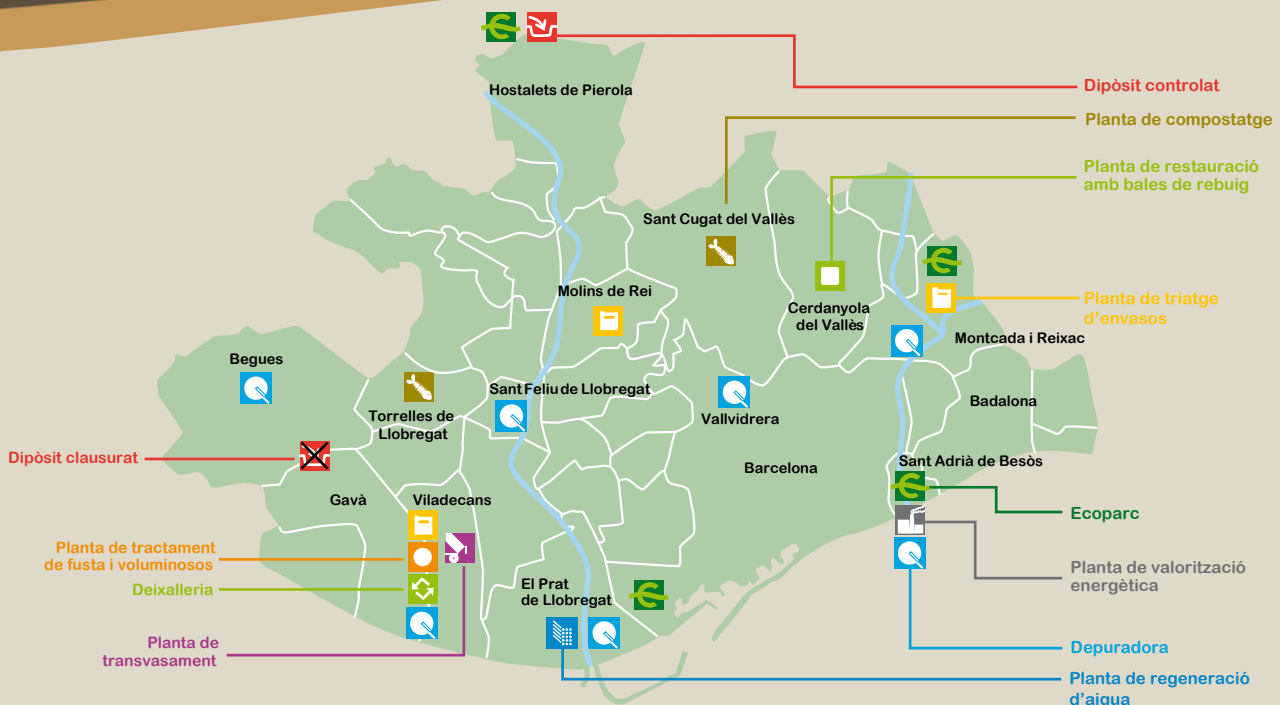 Hostalets de Pierola
Dipòsit controlat
Planta de compostatge
Planta de restauració
amb bales de rebuig
Sant Cugat del Vallès
Molins de Rei
Cerdanyola
del Vallès
Planta de triatge
d'envasos
Montcada i Reixac
Begues
Sant Feliu de Llobregat
Torrelles de
Llobregat
Vallvidrera
Badalona
Dipòsit clausurat
Barcelona
Sant Adrià de Besòs
Gavà
Viladecans
Ecoparc
Planta de tractament
de fusta i voluminosos
Deixalleria
El Prat
de Llobregat
Planta de valorització
energètica
Planta de
transvasament
Depuradora
Planta de regeneració
d'aigua